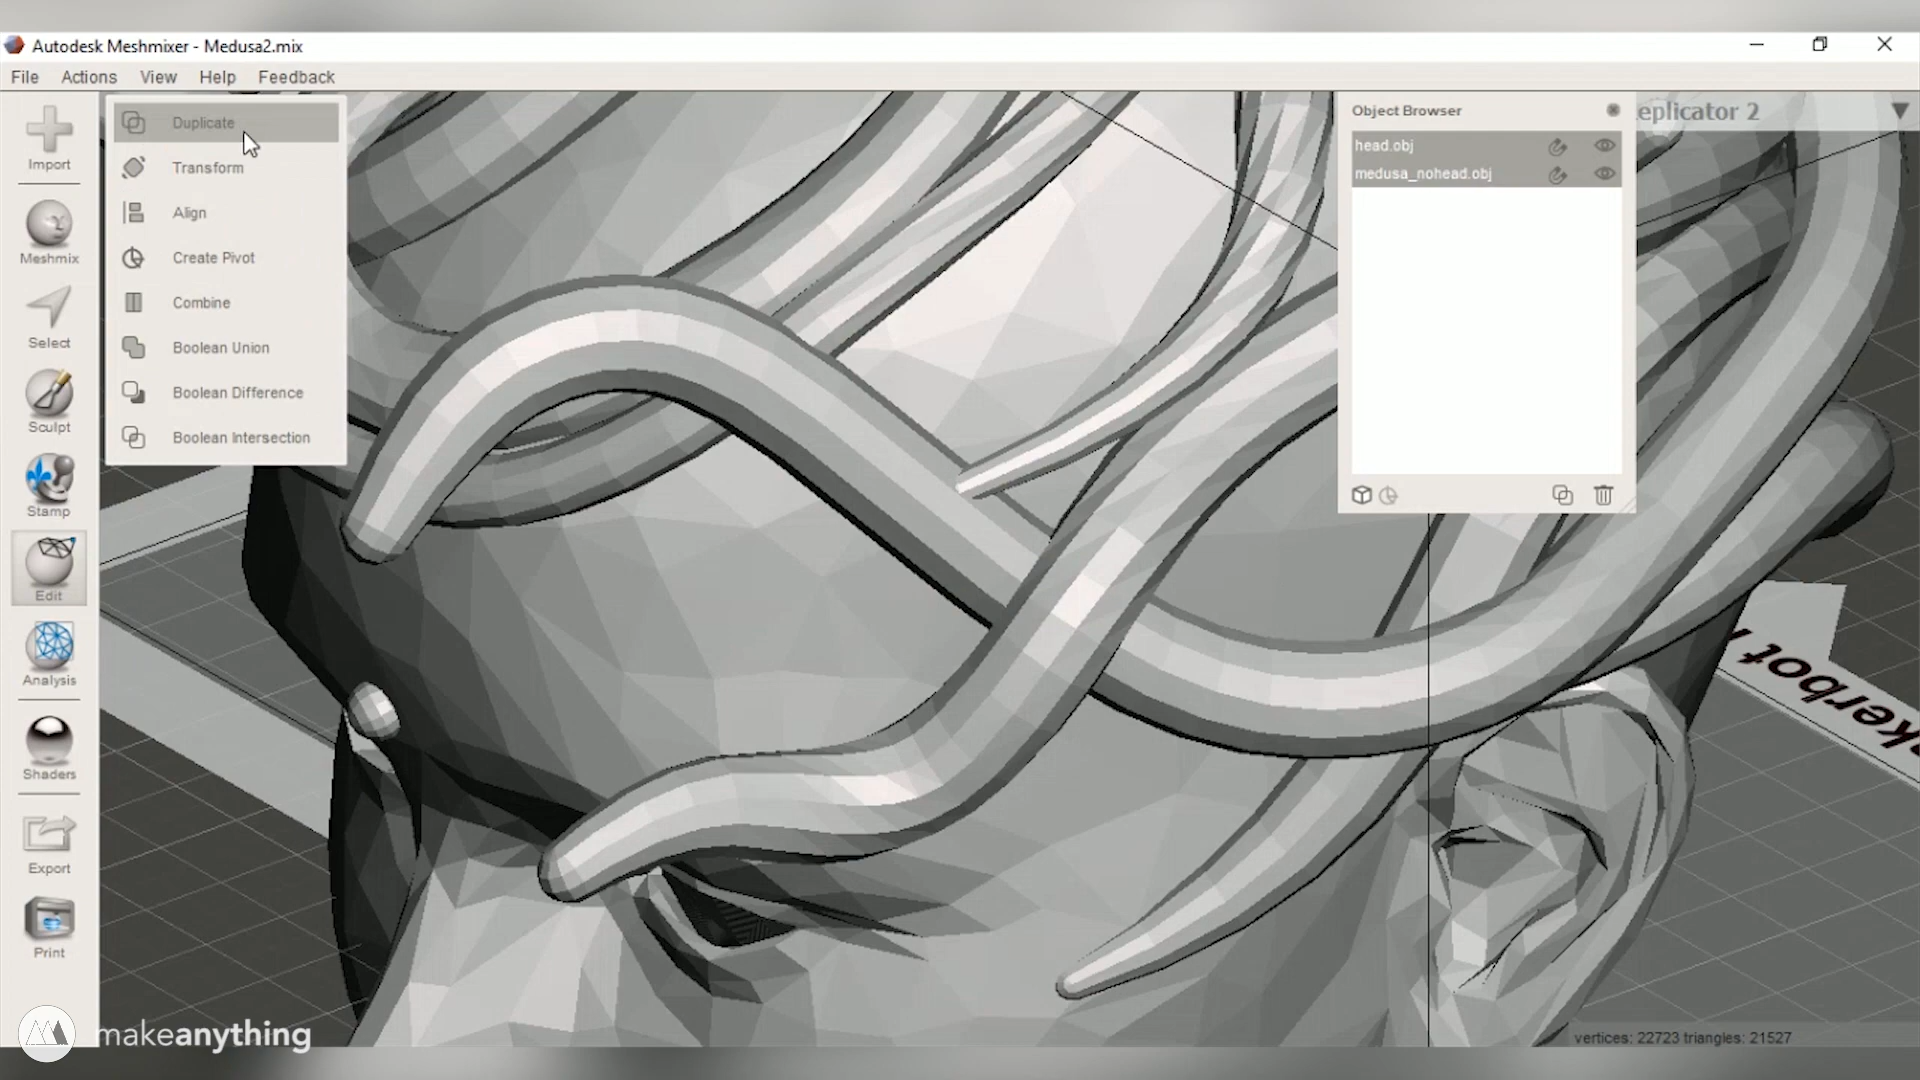 Autodesk Meshmixer - Medusa2.mix
File Actions View Help Feedback
Import
Meshmix
Select
Sculpt
Stamp
Edit
Analysis
Shaders
Export
Print
Duplicate
Transform
Align
Create Pivot
Combine
Boolean Union
Boolean Difference
Boolean Intersection
Object Browser
head.obj
medusa_nohead.obj
eplicator 2
kerbot
makeanything
vertices: 22723 triangles: 21527